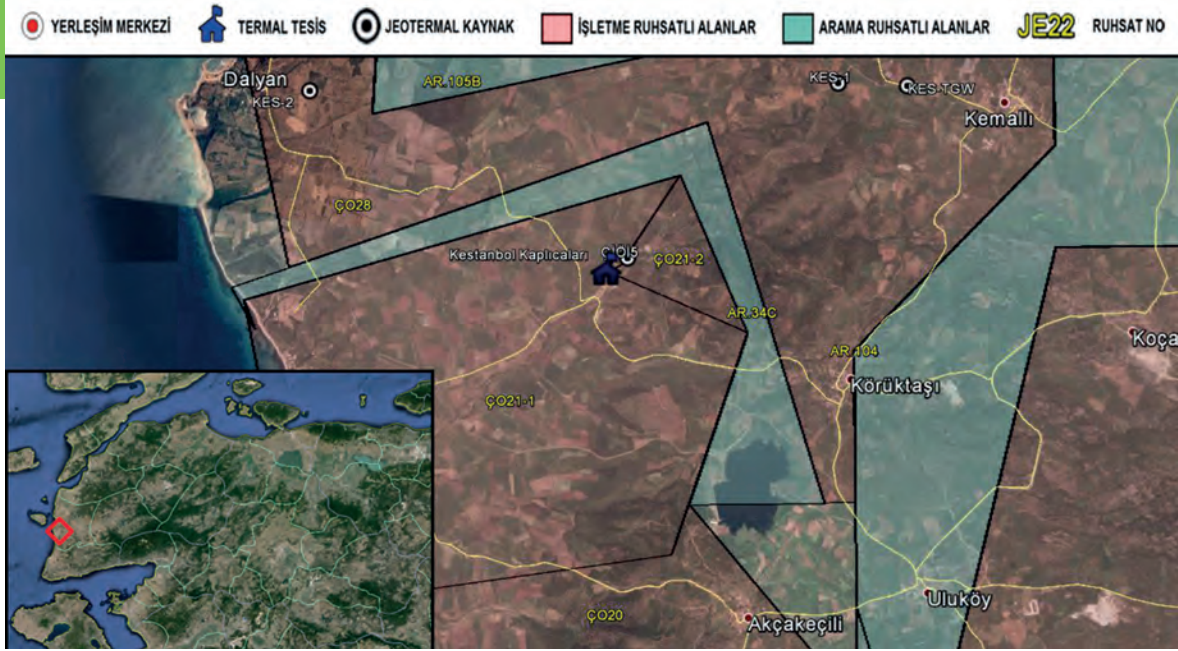 YERLEŞİM MERKEZİ TERMAL TESİS JEOTERMAL KAYNAK İŞLETME RUHSATLI ALANLAR ARAMA RUHSATLI ALANLAR JE22 RUHSAT NO
Dalyan
KES-2
AR.105B
KES-1
KES-TGW
Kemallı
ÇO28
Kestanbol Kaplıcaları
ÇO21-2
AR.34C
AR.104
Koça
Körüktaşı
ÇO21-1
ÇO20
Akçakeçili
Uluköy